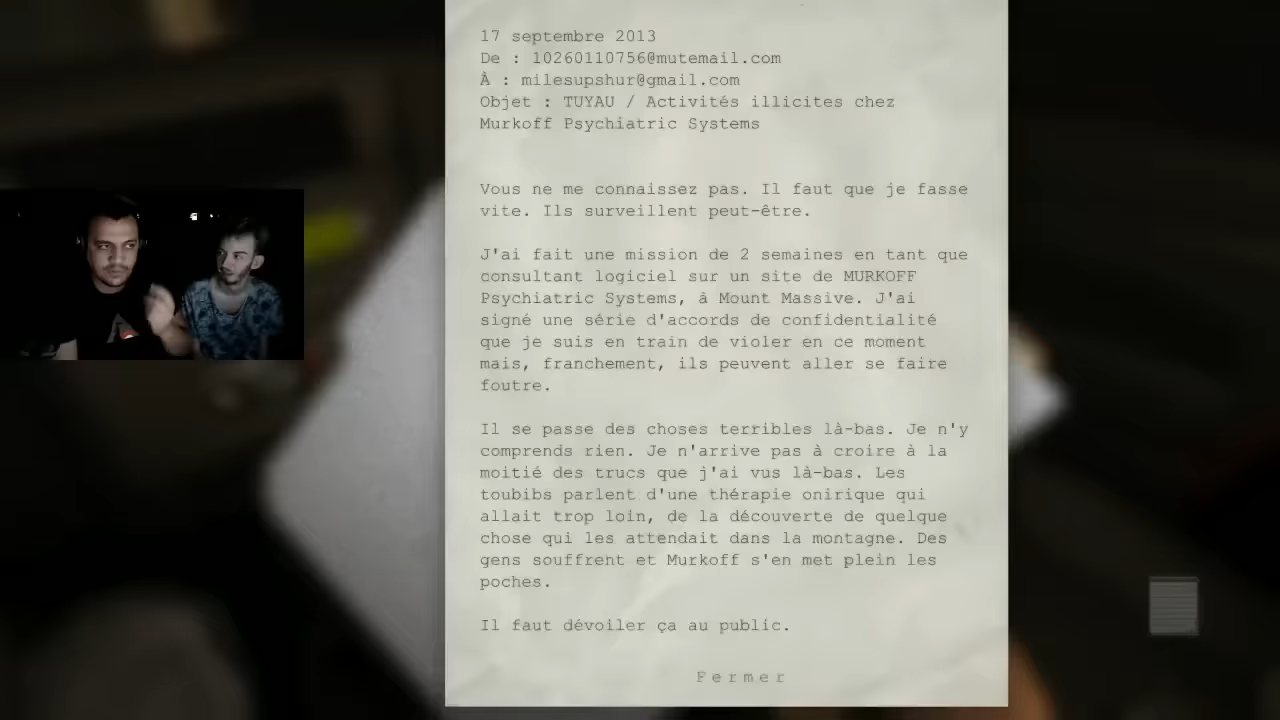 17 septembre 2013
De : 10260110756@mutemail.com
À : milesupshur@gmail.com
Objet : TUYAU / Activités illicites chez
Murkoff Psychiatric Systems
Vous ne me connaissez pas. Il faut que je fasse
vite. Ils surveillent peut-être.
J'ai fait une mission de 2 semaines en tant que
consultant logiciel sur un site de MURKOFF
Psychiatric Systems, à Mount Massive. J'ai
signé une série d'accords de confidentialité
que je suis en train de violer en ce moment
mais, franchement, ils peuvent aller se faire
foutre.
Il se passe des choses terribles là-bas. Je n'y
comprends rien. Je n'arrive pas à croire à la
moitié des trucs que j'ai vus là-bas. Les
toubibs parlent d'une thérapie onirique qui
allait trop loin, de la découverte de quelque
chose qui les attendait dans la montagne. Des
gens souffrent et Murkoff s'en met plein les
poches.
Il faut dévoiler ça au public.
Fermer